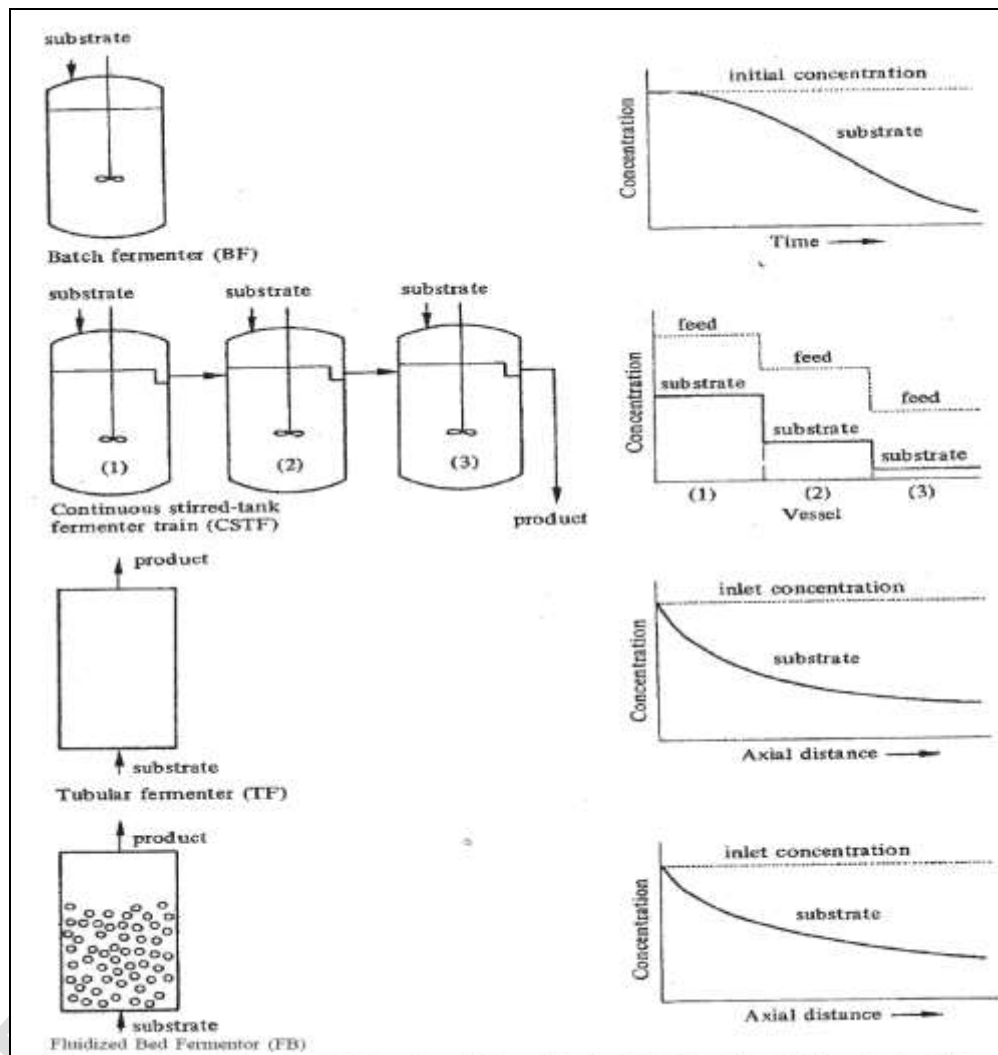 substrate
Batch fermenter (BF)
initial concentration
substrate
Concentration
Time
substrate
substrate
substrate
(1)
(2)
(3)
Continuous stirred-tank
fermenter train (CSTF)
product
feed
feed
feed
substrate
substrate
substrate
Concentration
(1) (2) (3)
Vessel
product
substrate
Tubular fermenter (TF)
inlet concentration
substrate
Concentration
Axial distance
product
substrate
Fluidized Bed Fermentor (FB)
inlet concentration
substrate
Concentration
Axial distance